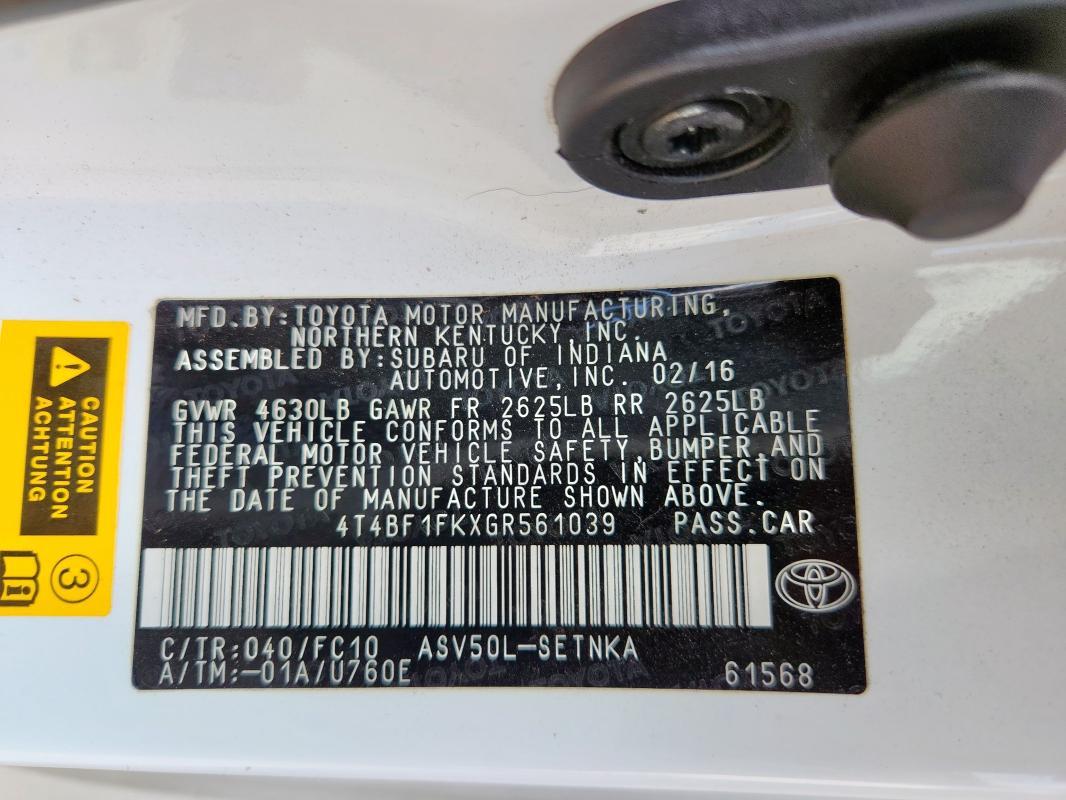 MFD.BY:TOYOTA MOTOR MANUFACTURING,
NORTHERN KENTUCKY,INC.
ASSEMBLED BY:SUBARU OF INDIANA
AUTOMOTIVE,INC. 02/16
GVWR 4630LB GAWR FR 2625LB RR 2625LB
THIS VEHICLE CONFORMS TO ALL APPLICABLE
FEDERAL MOTOR VEHICLE SAFETY,BUMPER,AND
THEFT PREVENTION STANDARDS IN EFFECT ON
THE DATE OF MANUFACTURE SHOWN ABOVE.
4T4BF1FKXGR561039 PASS.CAR
C/TR:040/FC10 ASV50L-SETNKA
A/TM:-01A/U760E 61568
CAUTION
ATTENTION
ACHTUNG
3
i